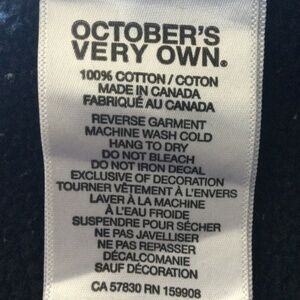 OCTOBER'S
VERY OWN®
100% COTTON / COTON
MADE IN CANADA
FABRIQUÉ AU CANADA
REVERSE GARMENT
MACHINE WASH COLD
HANG TO DRY
DO NOT BLEACH
DO NOT IRON DECAL
EXCLUSIVE OF DECORATION
TOURNER VÊTEMENT À L'ENVERS
LAVER À LA MACHINE
À L'EAU FROIDE
SUSPENDRE POUR SÉCHER
NE PAS JAVELLISER
NE PAS REPASSER
DÉCALCOMANIE
SAUF DÉCORATION
CA 57830 RN 159908